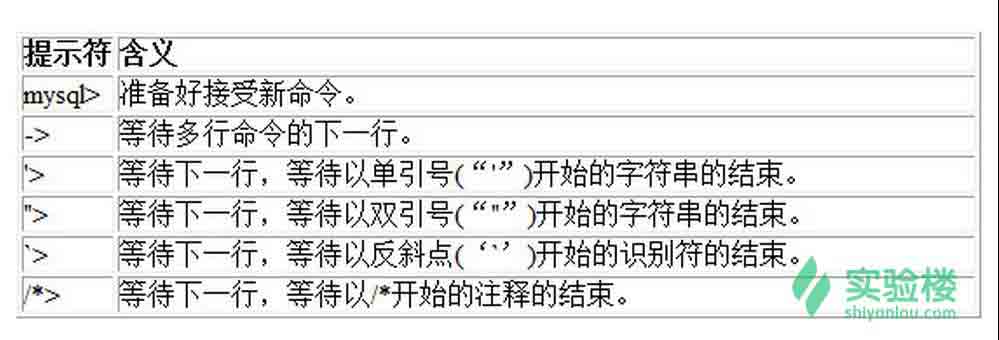 提示符 含义
mysql> 准备好接受新命令。
-> 等待多行命令的下一行。
'> 等待下一行，等待以单引号(“'”)开始的字符串的结束。
"> 等待下一行，等待以双引号(“"”)开始的字符串的结束。
`> 等待下一行，等待以反斜点(‘`’)开始的识别符的结束。
/*> 等待下一行，等待以/*开始的注释的结束。
实验楼
shiyanlou.com